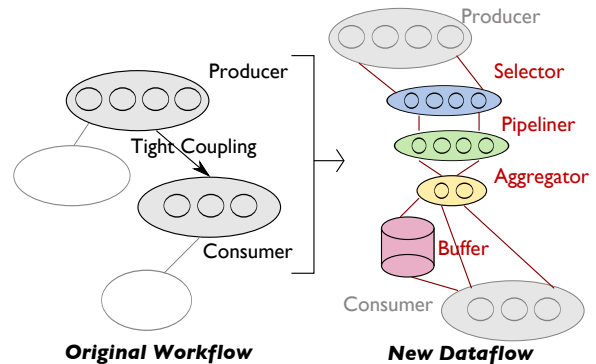 Producer
Tight Coupling
Consumer
Original Workflow
Producer
Selector
Pipeliner
Aggregator
Buffer
Consumer
New Dataflow